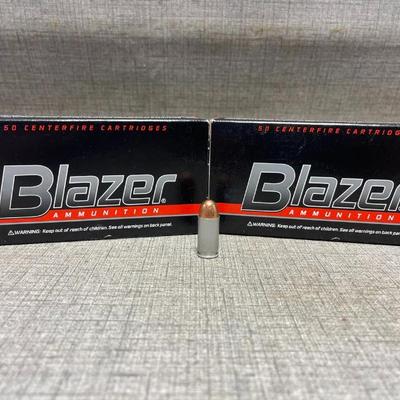 50 CENTERFIRE CARTRIDGES
Blazer®
AMMUNITION
⚠WARNING: Keep out of reach of children. See all warnings on back panel.
50 CENTERFIRE CARTRIDGES
Blazer
AMMUNITION
⚠WARNING: Keep out of reach of children. See all warnings on back panel.